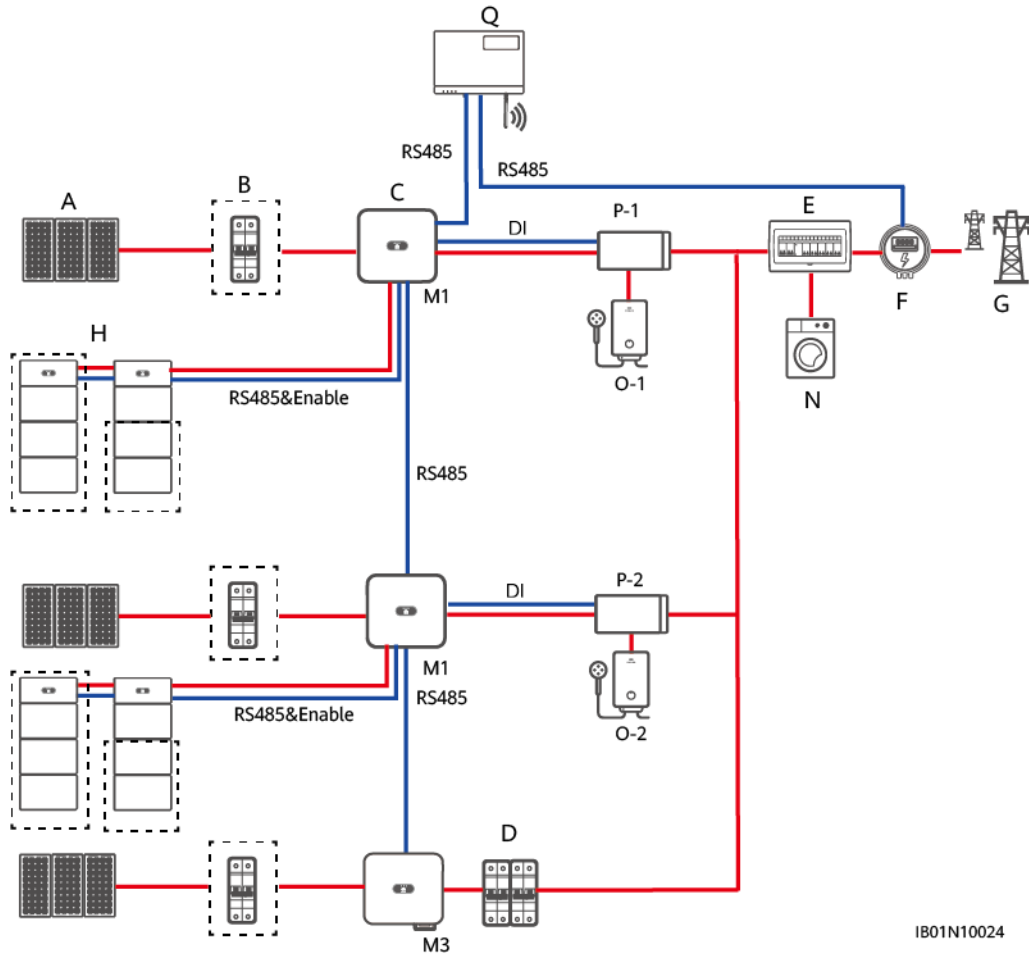 Q
RS485
RS485
A
B
C
P-1
E
DI
M1
O-1
N
F
G
H
RS485&Enable
RS485
P-2
DI
M1
RS485
RS485&Enable
O-2
D
M3
IB01N10024